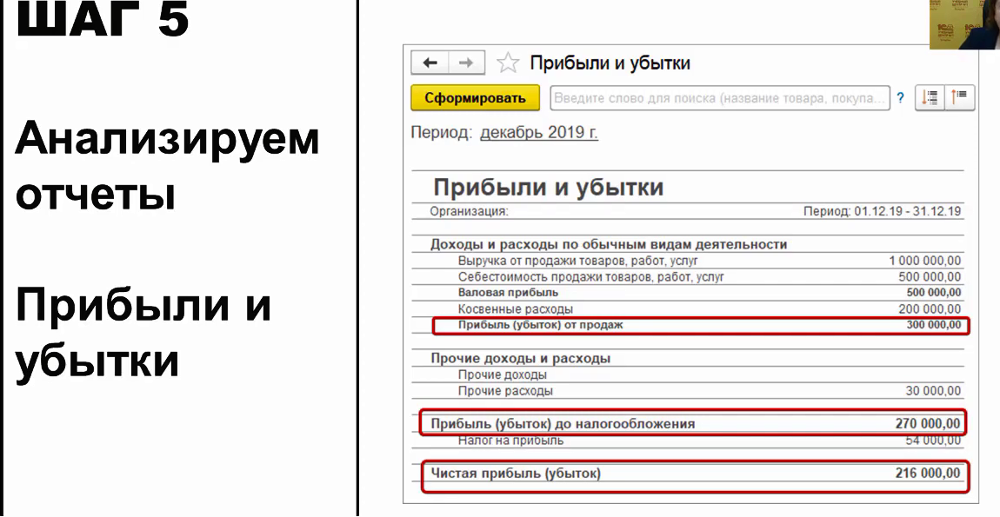 ШАГ 5
Анализируем
отчеты
Прибыли и
убытки
Прибыли и убытки
Сформировать
Введите слово для поиска (название товара, покупа...
?
Период: декабрь 2019 г.
Прибыли и убытки
Организация:
Период: 01.12.19 - 31.12.19
Доходы и расходы по обычным видам деятельности
Выручка от продажи товаров, работ, услуг 1 000 000,00
Себестоимость продажи товаров, работ, услуг 500 000,00
Валовая прибыль 500 000,00
Косвенные расходы 200 000,00
Прибыль (убыток) от продаж 300 000,00
Прочие доходы и расходы
Прочие доходы
Прочие расходы 30 000,00
Прибыль (убыток) до налогообложения 270 000,00
Налог на прибыль 54 000,00
Чистая прибыль (убыток) 216 000,00